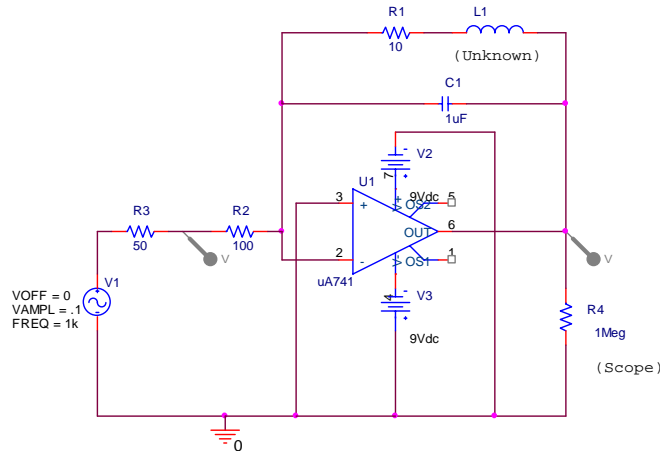 R1
L1
10
(Unknown)
C1
1uF
V2
7
9Vdc
U1
3
+
V+
OS2
5
OUT
6
2
-
V-
OS1
1
uA741
4
V3
9Vdc
R3
50
R2
100
V
V
V1
VOFF = 0
VAMPL = .1
FREQ = 1k
R4
1Meg
(Scope)
0